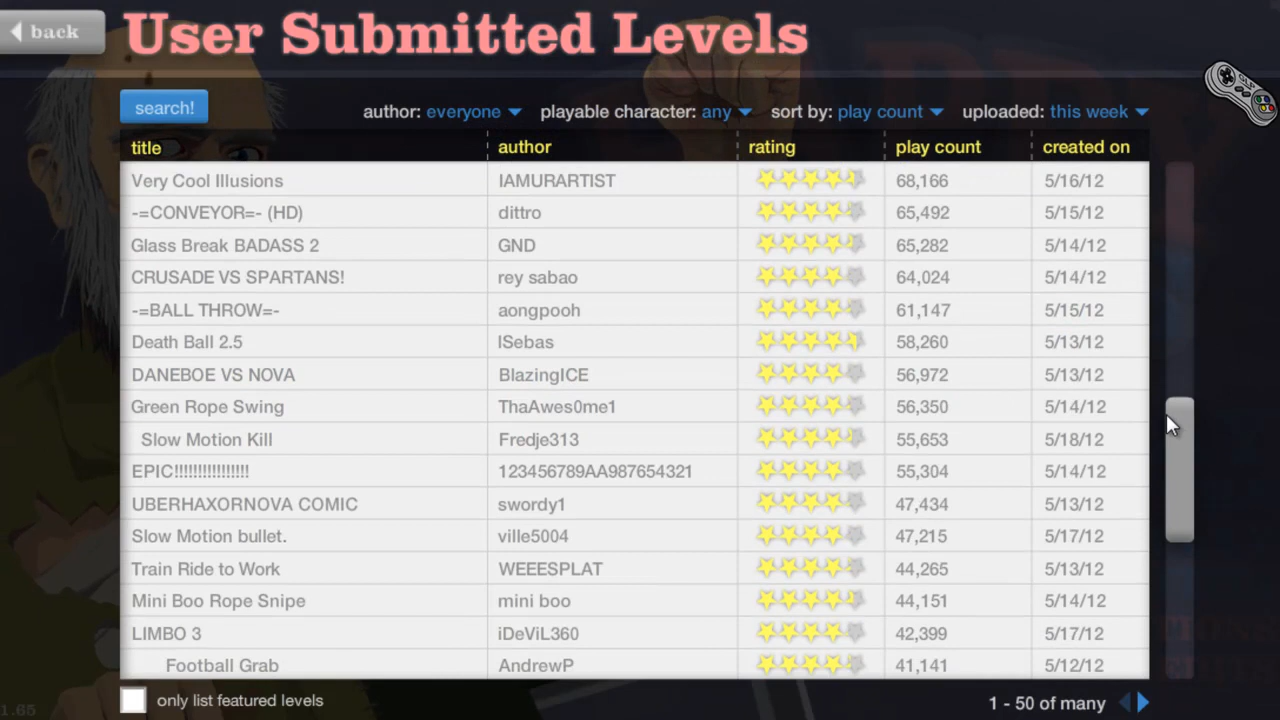 back
User Submitted Levels
search!
author: everyone playable character: any sort by: play count uploaded: this week
title author rating play count created on
Very Cool Illusions IAMURARTIST 68,166 5/16/12
-=CONVEYOR=- (HD) dittro 65,492 5/15/12
Glass Break BADASS 2 GND 65,282 5/14/12
CRUSADE VS SPARTANS! rey sabao 64,024 5/14/12
-=BALL THROW=- aongpooh 61,147 5/15/12
Death Ball 2.5 ISebas 58,260 5/13/12
DANEBOE VS NOVA BlazingICE 56,972 5/13/12
Green Rope Swing ThaAwes0me1 56,350 5/14/12
Slow Motion Kill Fredje313 55,653 5/18/12
EPIC!!!!!!!!!!!!!!!! 123456789AA987654321 55,304 5/14/12
UBERHAXORNOVA COMIC swordy1 47,434 5/13/12
Slow Motion bullet. ville5004 47,215 5/17/12
Train Ride to Work WEEESPLAT 44,265 5/13/12
Mini Boo Rope Snipe mini boo 44,151 5/14/12
LIMBO 3 iDeViL360 42,399 5/17/12
Football Grab AndrewP 41,141 5/12/12
only list featured levels 1 - 50 of many
1.65